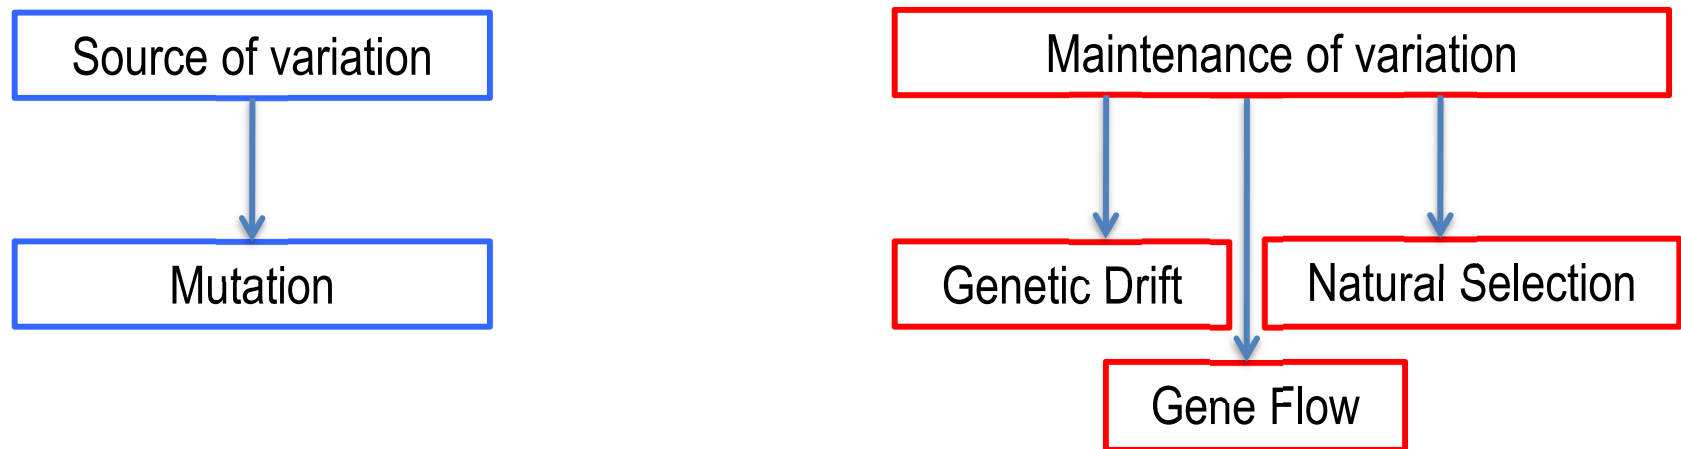 Source of variation
Maintenance of variation
Mutation
Genetic Drift
Natural Selection
Gene Flow